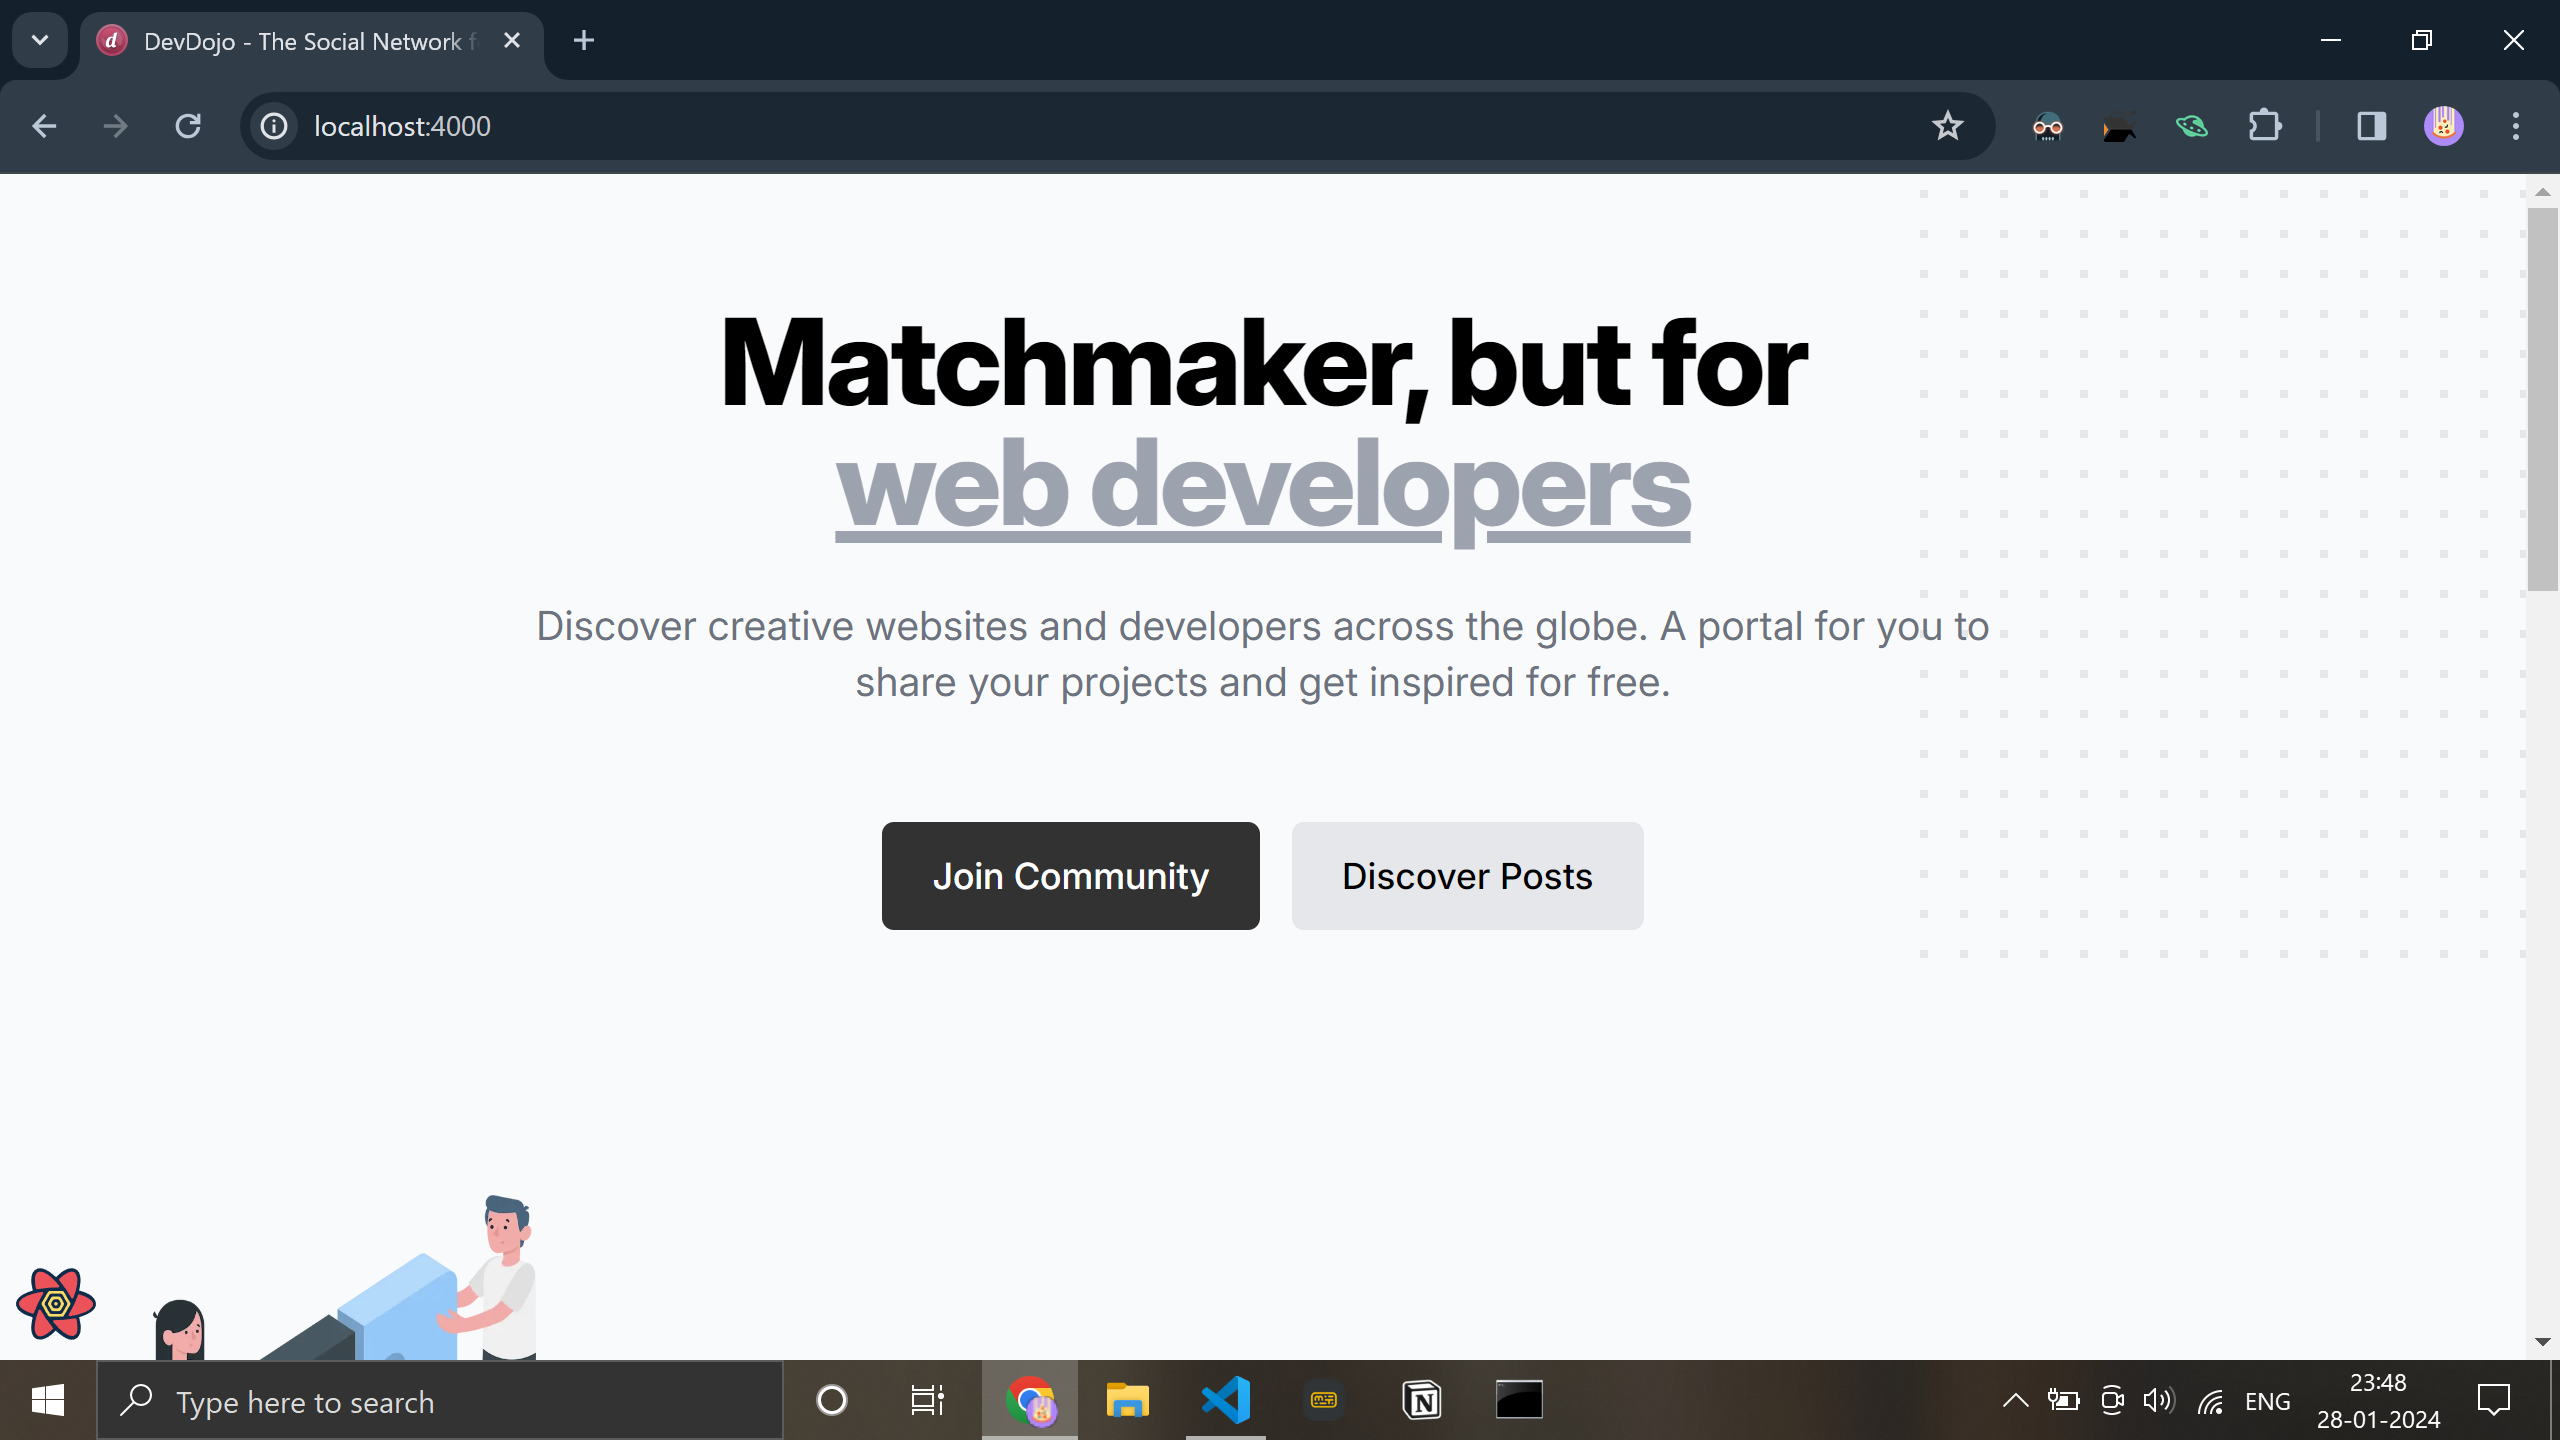 DevDojo - The Social Network f
localhost:4000
Matchmaker, but for
web developers
Discover creative websites and developers across the globe. A portal for you to
share your projects and get inspired for free.
Join Community
Discover Posts
Type here to search
ENG
23:48
28-01-2024